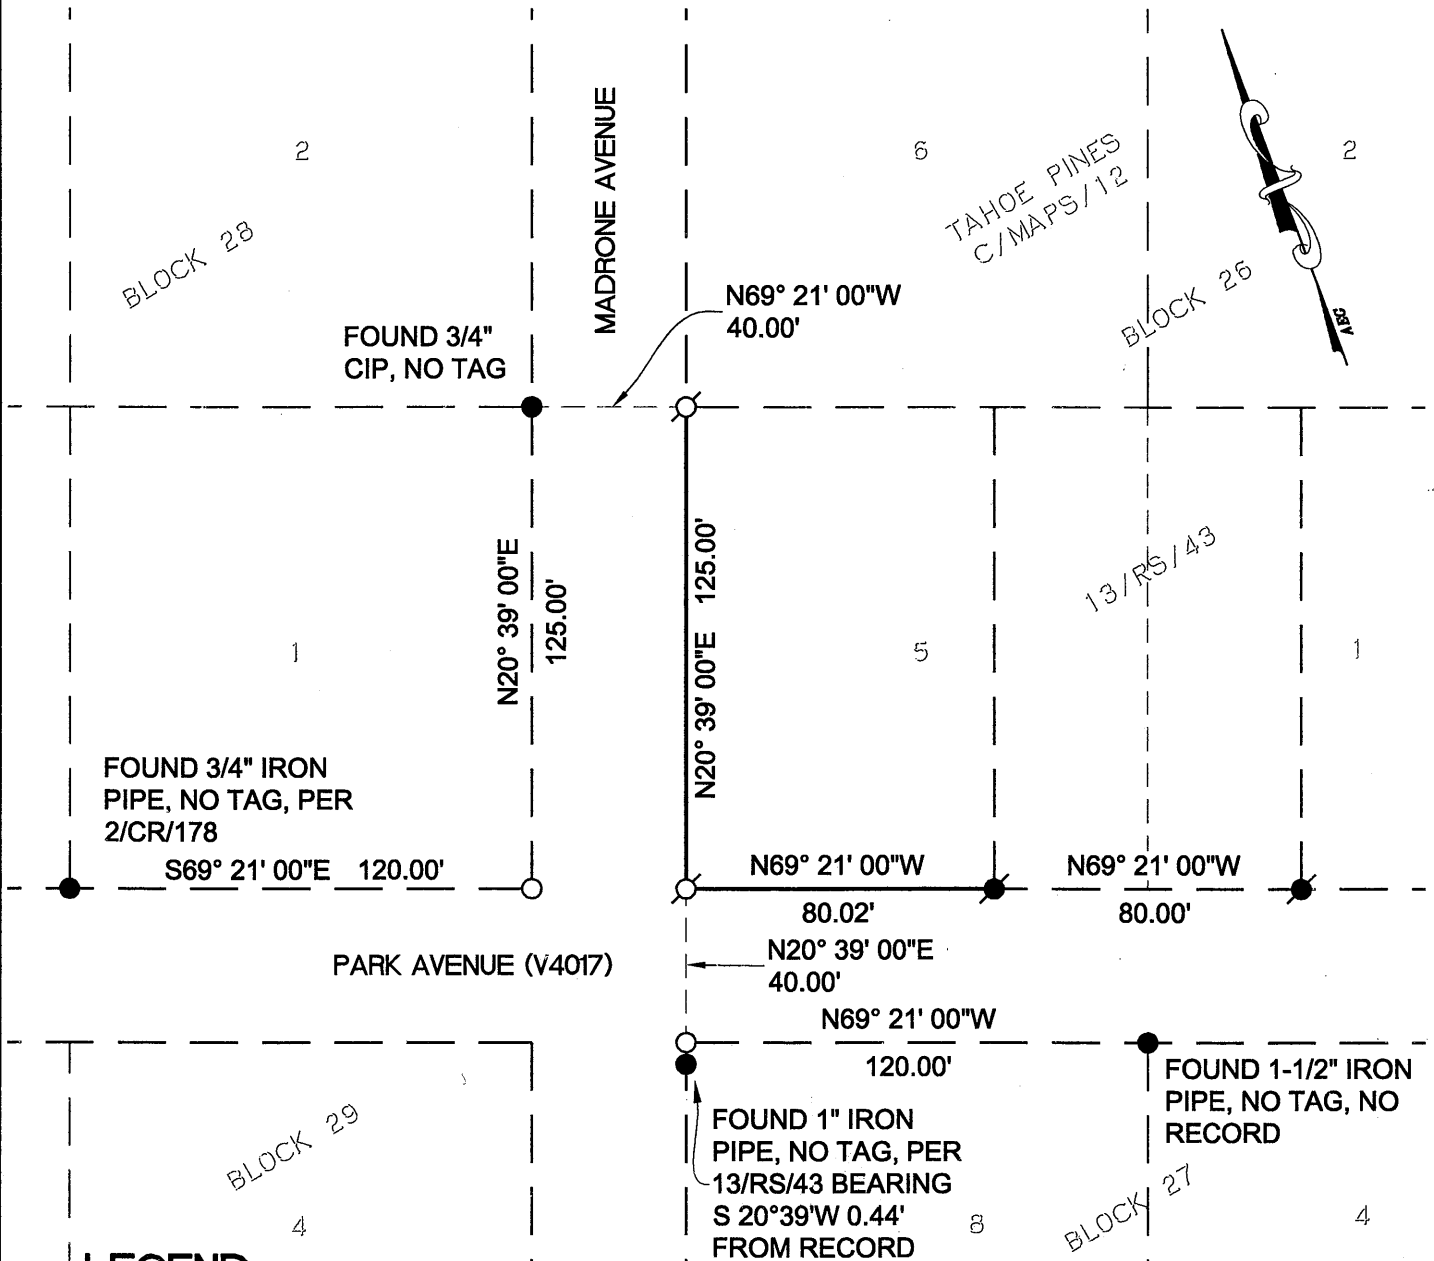 2
BLOCK 28
MADRONE AVENUE
6
TAHOE PINES
C/MAPS/12
2
BLOCK 26
AEC
N69° 21' 00"W
40.00'
FOUND 3/4"
CIP, NO TAG
N20° 39' 00"E
125.00'
N20° 39' 00"E 125.00'
13/RS/43
1
5
1
FOUND 3/4" IRON
PIPE, NO TAG, PER
2/CR/178
S69° 21' 00"E 120.00'
N69° 21' 00"W
80.02'
N69° 21' 00"W
80.00'
PARK AVENUE (V4017)
N20° 39' 00"E
40.00'
N69° 21' 00"W
120.00'
FOUND 1-1/2" IRON
PIPE, NO TAG, NO
RECORD
FOUND 1" IRON
PIPE, NO TAG, PER
13/RS/43 BEARING
S 20°39'W 0.44'
FROM RECORD
BLOCK 29
4
8
BLOCK 27
4
LEGEND